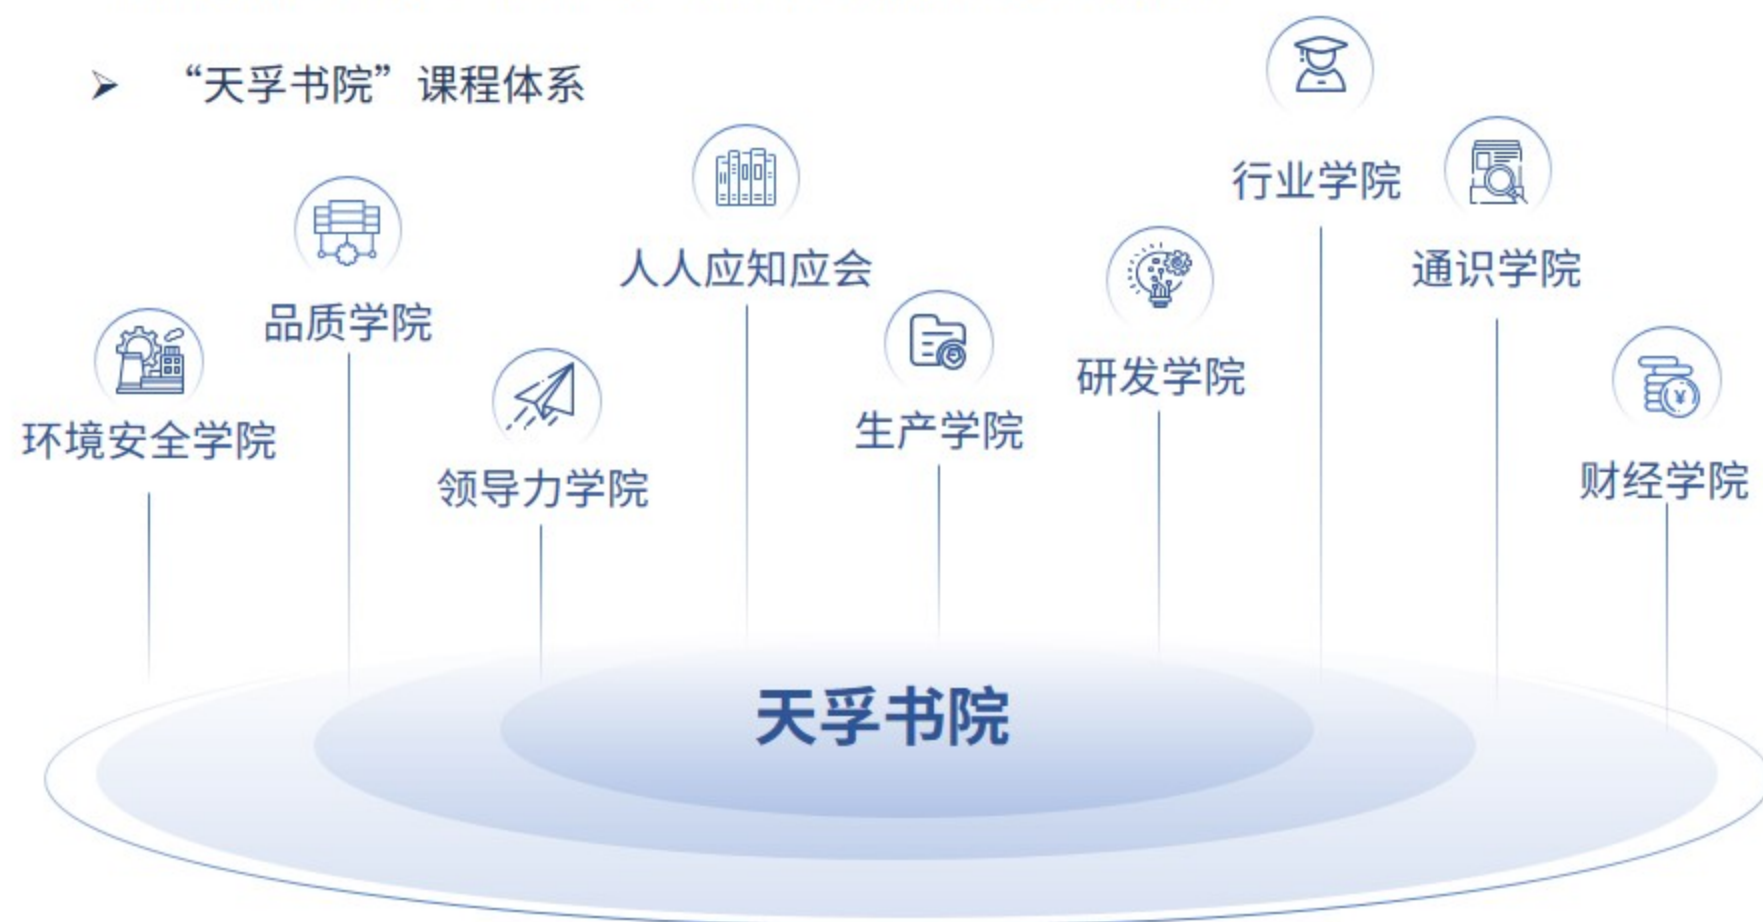 “天孚书院”课程体系
行业学院
人人应知应会
通识学院
品质学院
研发学院
生产学院
环境安全学院
领导力学院
财经学院
天孚书院